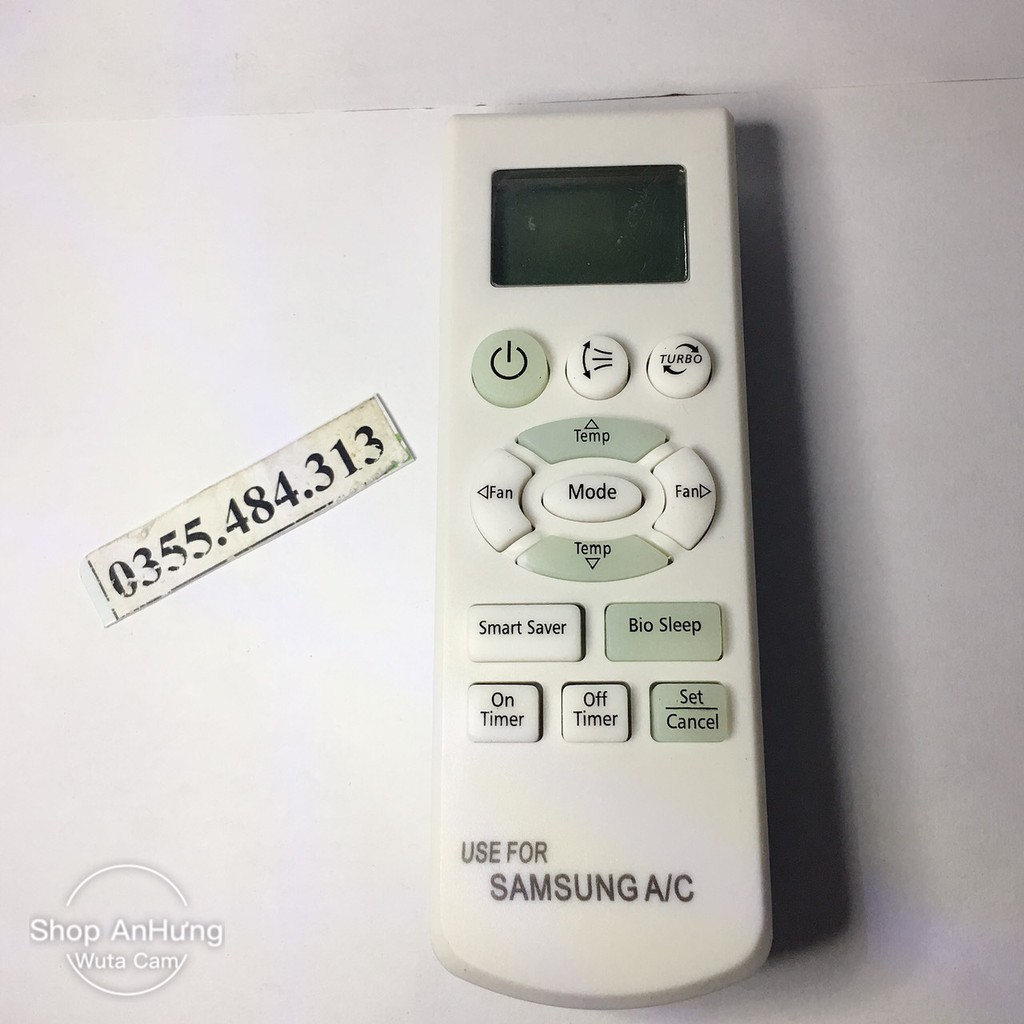 TURBO
Temp
Fan
Mode
Fan
Temp
Smart Saver
Bio Sleep
On
Timer
Off
Timer
Set
Cancel
USE FOR
SAMSUNG A/C
0355.484.313
Shop AnHưng
Wuta Cam